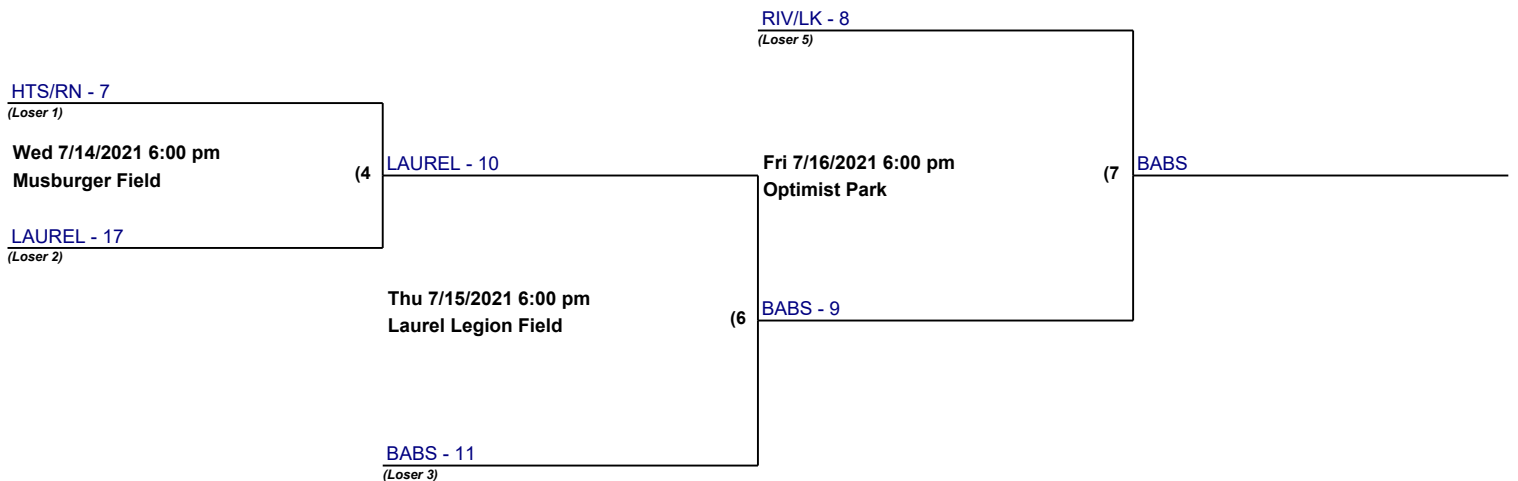 RIV/LK - 8
(Loser 5)
HTS/RN - 7
(Loser 1)
Wed 7/14/2021 6:00 pm
Musburger Field
(4
LAUREL - 10
Fri 7/16/2021 6:00 pm
Optimist Park
(7
BABS
LAUREL - 17
(Loser 2)
Thu 7/15/2021 6:00 pm
Laurel Legion Field
(6
BABS - 9
BABS - 11
(Loser 3)